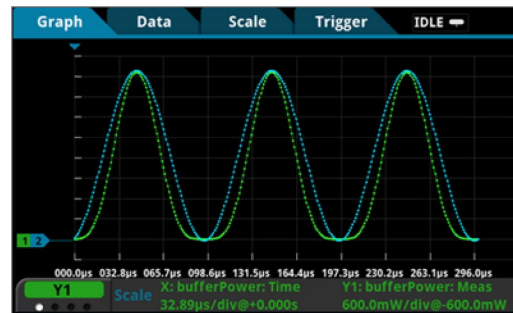 Graph Data Scale Trigger IDLE
1 2
000.0µs 032.8µs 065.7µs 098.6µs 131.5µs 164.4µs 197.3µs 230.2µs 263.1µs 296.0µs
Y1 Scale X: bufferPower: Time Y1: bufferPower: Meas
32.89µs/div@+0.000s 600.0mW/div@-600.0mW